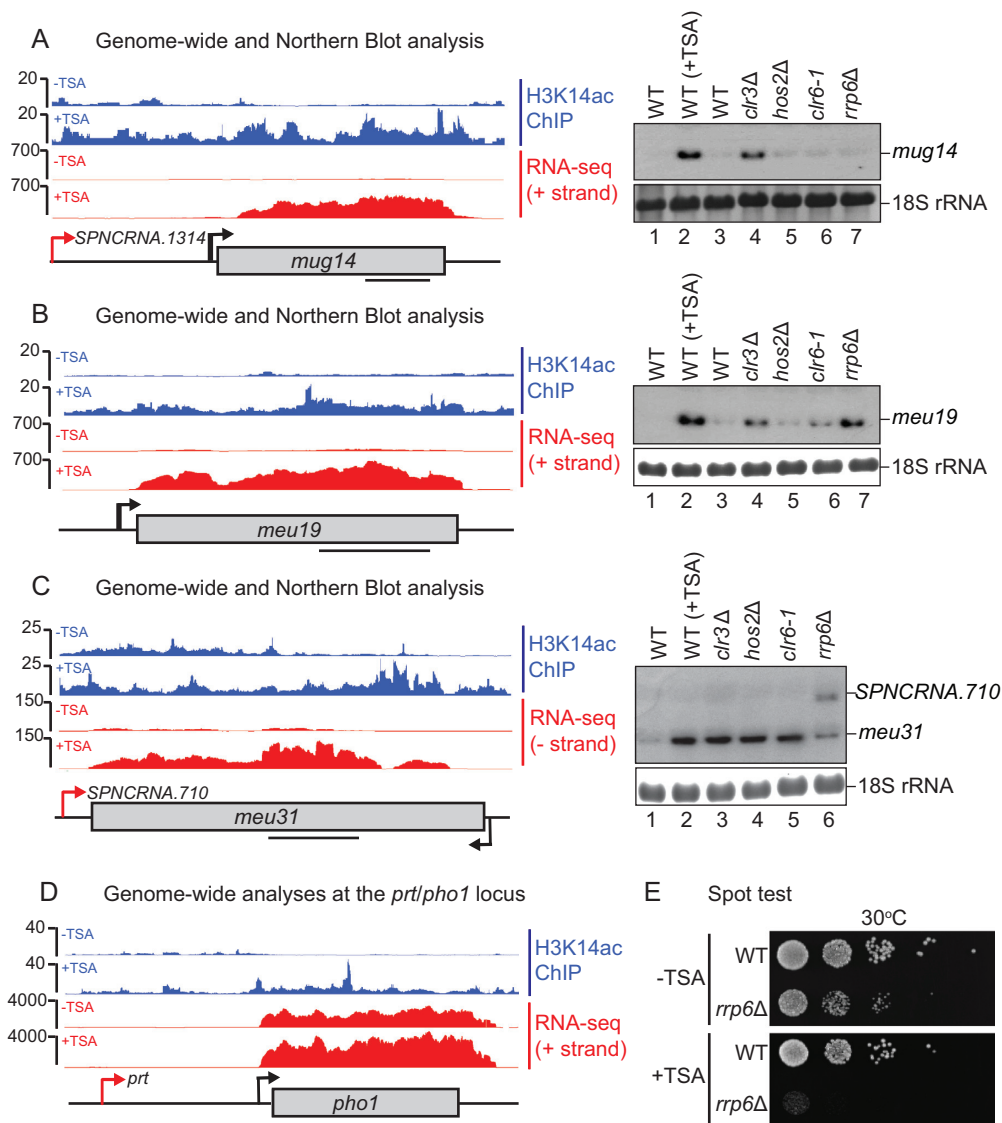 A Genome-wide and Northern Blot analysis
20
-TSA
20
+TSA
H3K14ac
ChIP
700
-TSA
700
+TSA
RNA-seq
(+ strand)
SPNCRNA.1314
mug14
WT
WT (+TSA)
WT
clr3Δ
hos2Δ
clr6-1
rrp6Δ
mug14
18S rRNA
1 2 3 4 5 6 7
B Genome-wide and Northern Blot analysis
20
-TSA
20
+TSA
H3K14ac
ChIP
700
-TSA
700
+TSA
RNA-seq
(+ strand)
meu19
WT
WT (+TSA)
WT
clr3Δ
hos2Δ
clr6-1
rrp6Δ
meu19
18S rRNA
1 2 3 4 5 6 7
C Genome-wide and Northern Blot analysis
25
-TSA
25
+TSA
H3K14ac
ChIP
150
-TSA
150
+TSA
RNA-seq
(- strand)
SPNCRNA.710
meu31
WT
WT (+TSA)
clr3Δ
hos2Δ
clr6-1
rrp6Δ
SPNCRNA.710
meu31
18S rRNA
1 2 3 4 5 6
D Genome-wide analyses at the prt/pho1 locus
40
-TSA
40
+TSA
H3K14ac
ChIP
4000
-TSA
4000
+TSA
RNA-seq
(+ strand)
prt
pho1
E Spot test
30°C
-TSA
WT
rrp6Δ
+TSA
WT
rrp6Δ